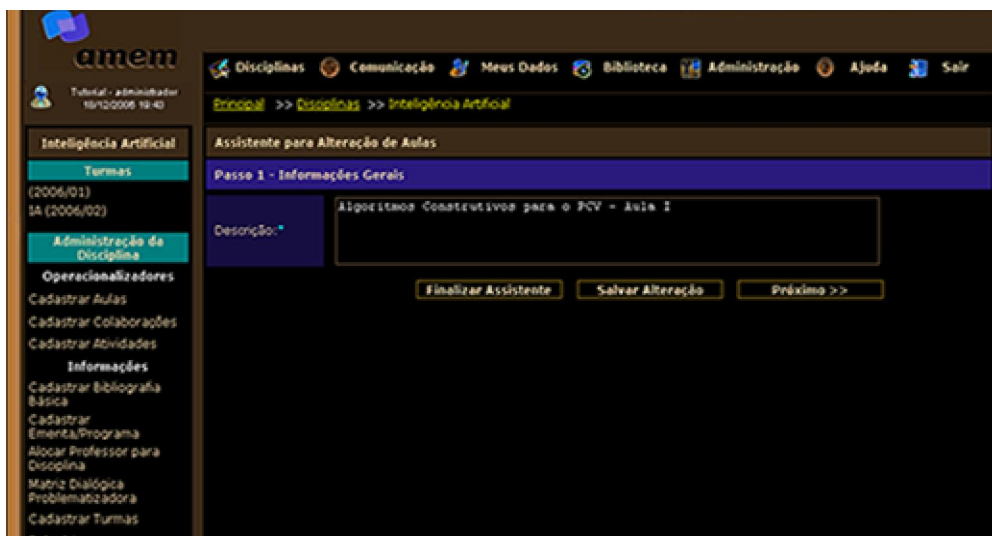 amem
Disciplinas Comunicação Meus Dados Biblioteca Administração Ajuda Sair
Tutorial - administrador
18/12/2006 19:40
Principal >> Disciplinas >> Inteligência Artificial
Inteligência Artificial
Turmas
(2006/01)
IA (2006/02)
Administração da
Disciplina
Operacionalizadores
Cadastrar Aulas
Cadastrar Colaborações
Cadastrar Atividades
Informações
Cadastrar Bibliografia
Básica
Cadastrar
Ementa/Programa
Alocar Professor para
Disciplina
Matriz Dialógica
Problematizadora
Cadastrar Turmas
Assistente para Alteração de Aulas
Passo 1 - Informações Gerais
Descrição:*
Algoritmos Construtivos para o PCV - Aula I
Finalizar Assistente Salvar Alteração Próximo >>